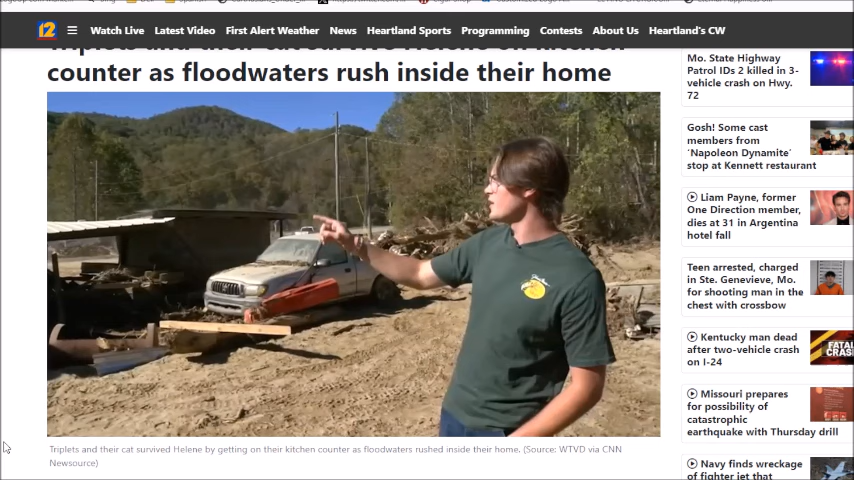 12
Watch Live Latest Video First Alert Weather News Heartland Sports Programming Contests About Us Heartland's CW
counter as floodwaters rush inside their home
Triplets and their cat survived Helene by getting on their kitchen counter as floodwaters rushed inside their home. (Source: WTVD via CNN
Newsource)
Mo. State Highway
Patrol IDs 2 killed in 3-
vehicle crash on Hwy.
72
Gosh! Some cast
members from
'Napoleon Dynamite'
stop at Kennett restaurant
Liam Payne, former
One Direction member,
dies at 31 in Argentina
hotel fall
Teen arrested, charged
in Ste. Genevieve, Mo.
for shooting man in the
chest with crossbow
Kentucky man dead
after two-vehicle crash
on I-24
FATAL
CRASH
Missouri prepares
for possibility of
catastrophic
earthquake with Thursday drill
Navy finds wreckage
of fighter jet that